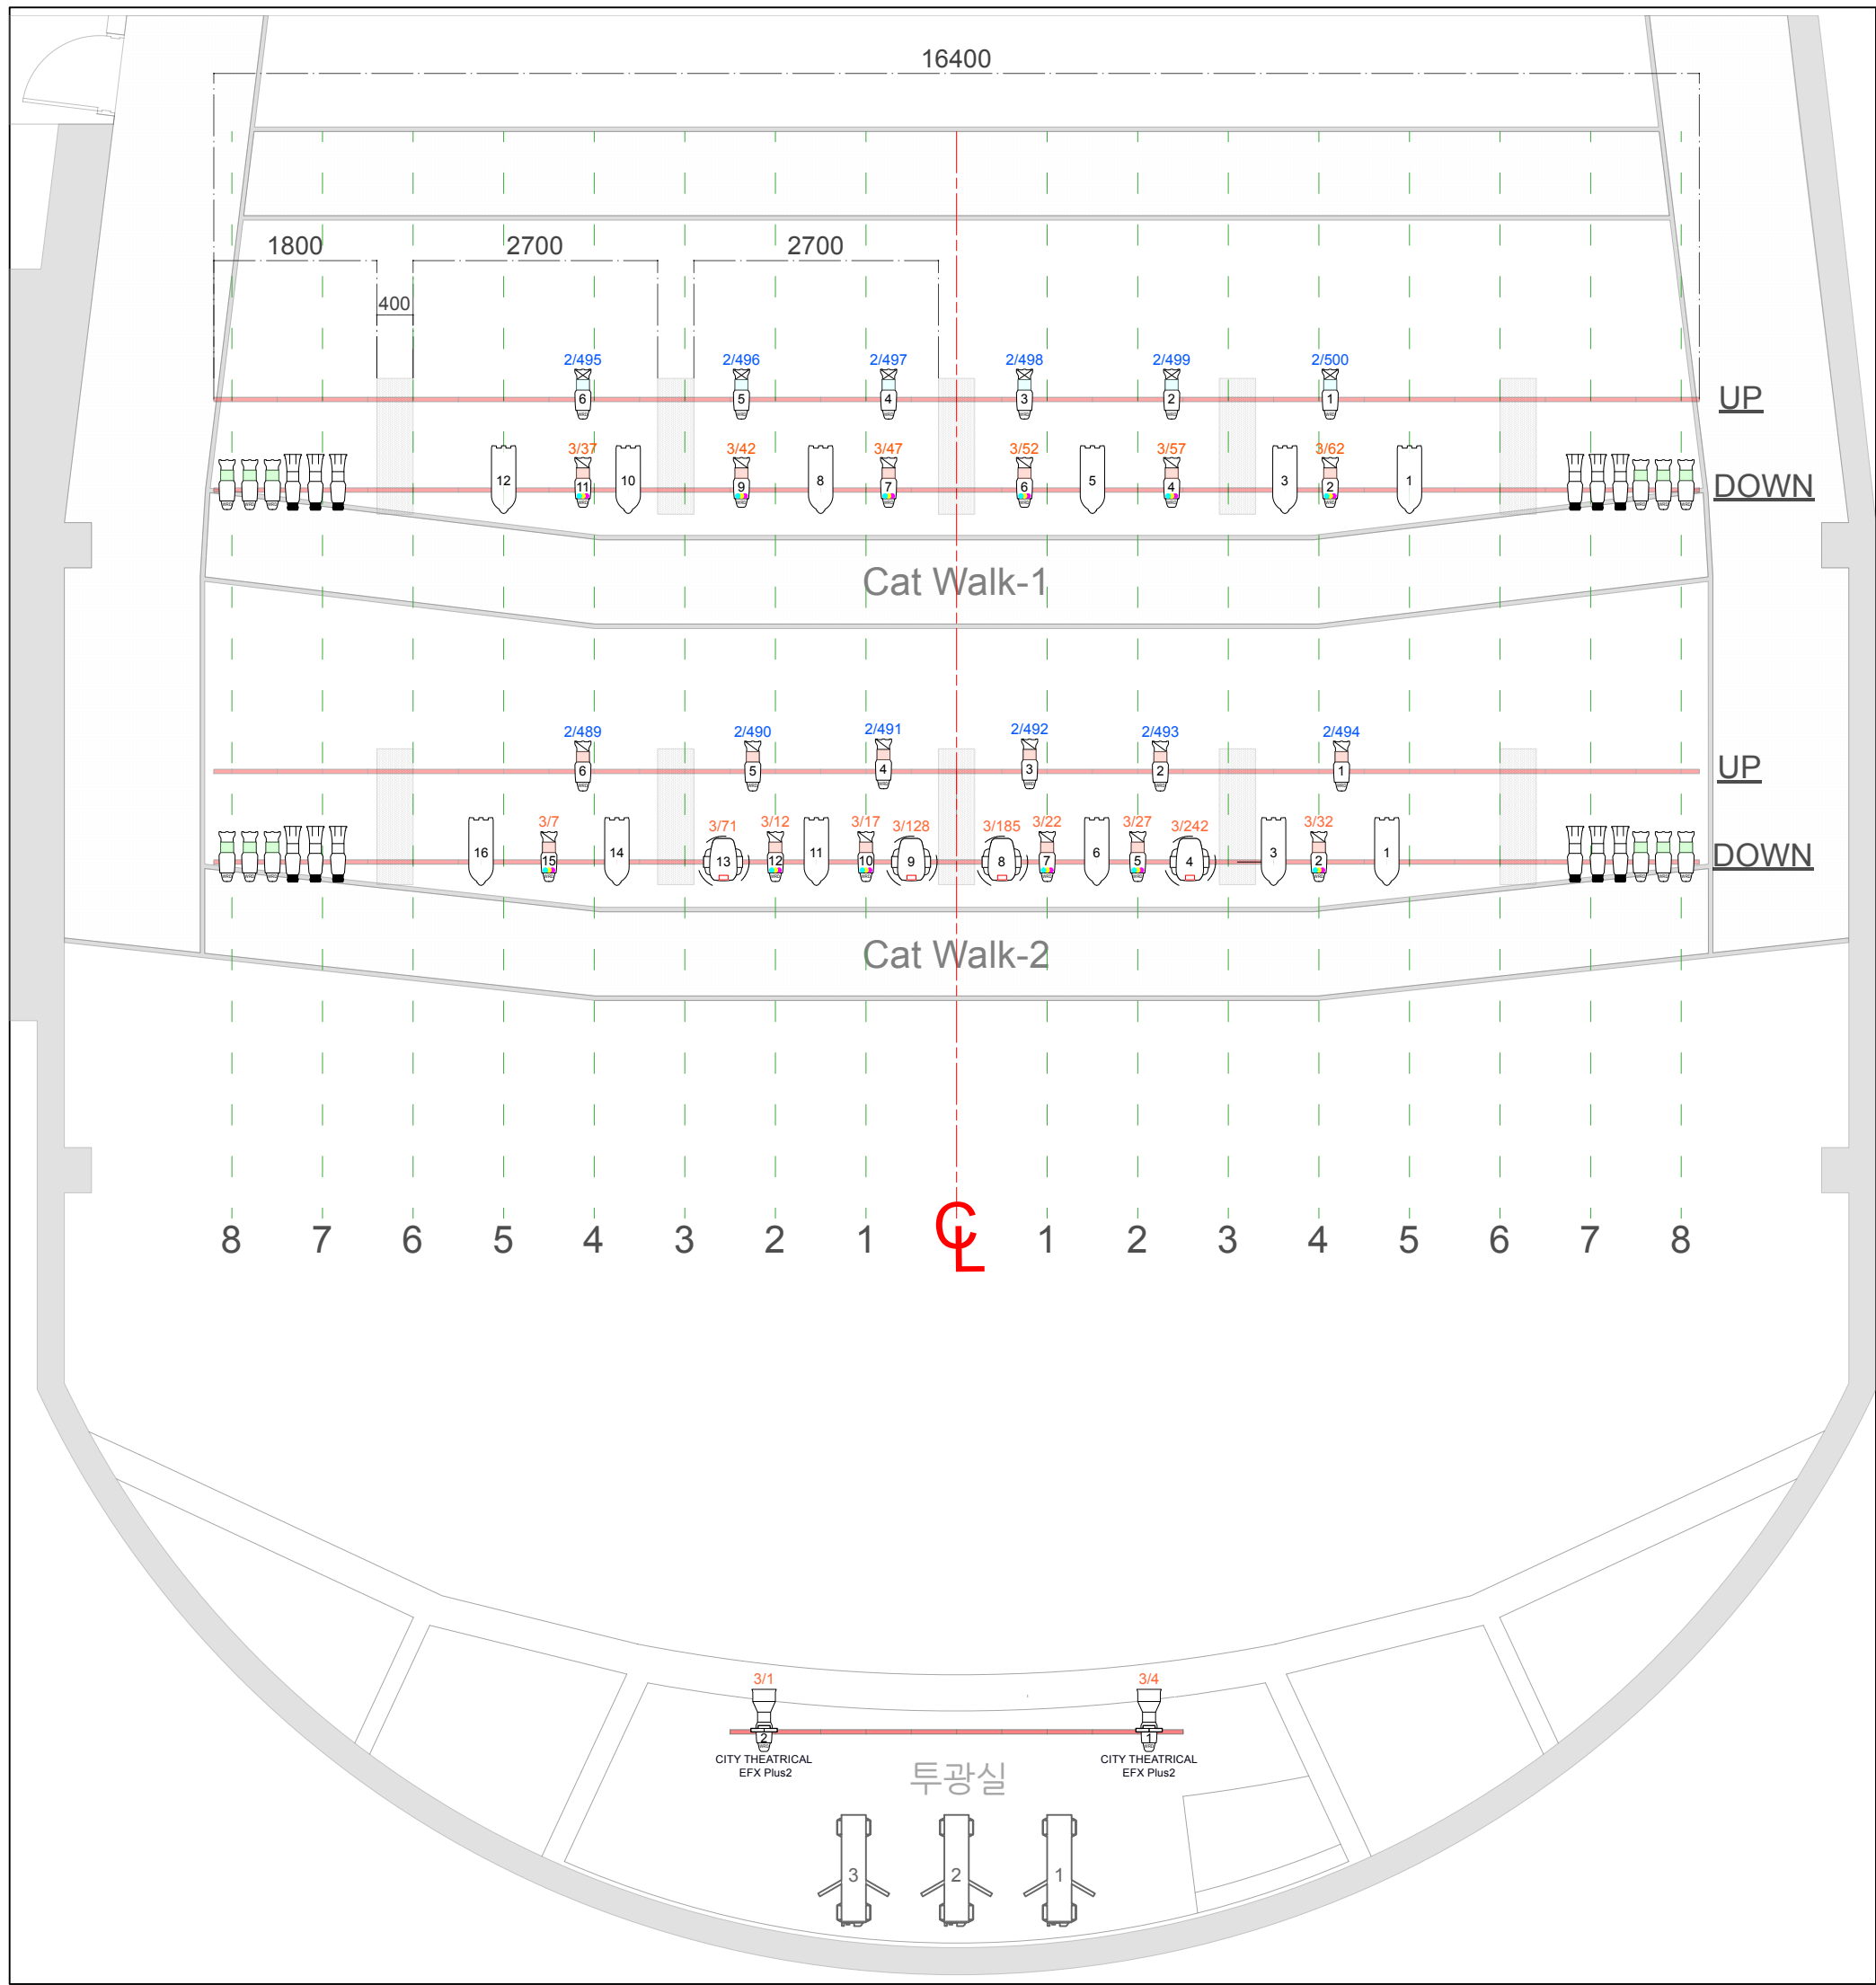 16400
1800 2700 2700
400
2/495 2/496 2/497 2/498 2/499 2/500
6 5 4 3 2 1 UP
3/37 3/42 3/47 3/52 3/57 3/62
12 11 10 9 8 7 6 5 4 3 2 1 DOWN
Cat Walk-1
2/489 2/490 2/491 2/492 2/493 2/494
6 5 4 3 2 1 UP
3/7 3/71 3/12 3/17 3/128 3/185 3/22 3/27 3/242 3/32
16 15 14 13 12 11 10 9 8 7 6 5 4 3 2 1 DOWN
Cat Walk-2
8 7 6 5 4 3 2 1 CL 1 2 3 4 5 6 7 8
3/1 3/4
2 1
CITY THEATRICAL CITY THEATRICAL
EFX Plus2 EFX Plus2
투광실
3 2 1